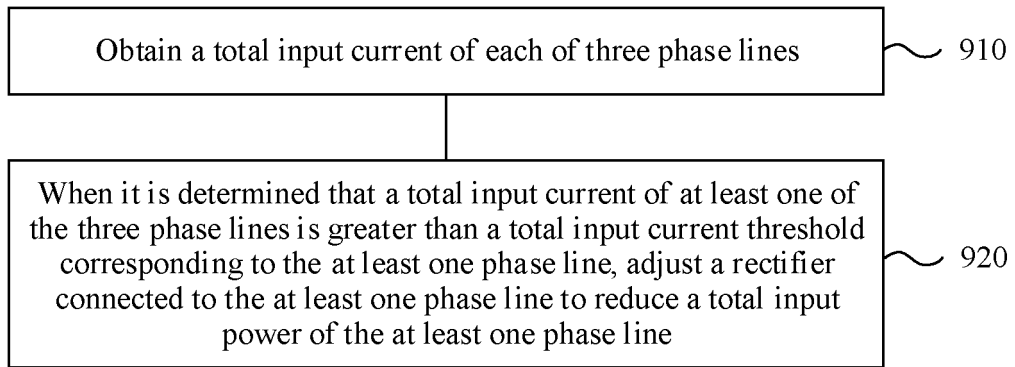 Obtain a total input current of each of three phase lines
910
When it is determined that a total input current of at least one of
the three phase lines is greater than a total input current threshold
corresponding to the at least one phase line, adjust a rectifier
connected to the at least one phase line to reduce a total input
power of the at least one phase line
920